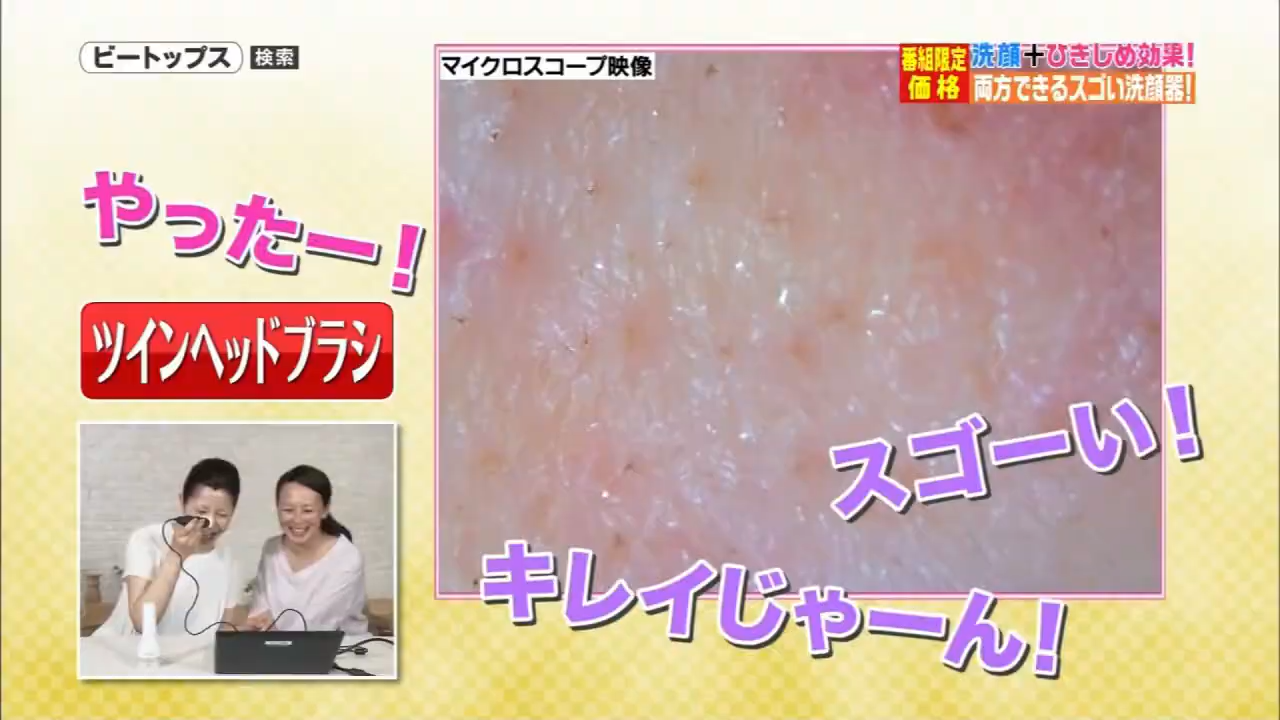 ビートップス 検索
マイクロスコープ映像
番組限定
価格
洗顔+ひきしめ効果!
両方できるスゴい洗顔器!
やったー!
ツインヘッドブラシ
スゴーい!
キレイじゃーん!